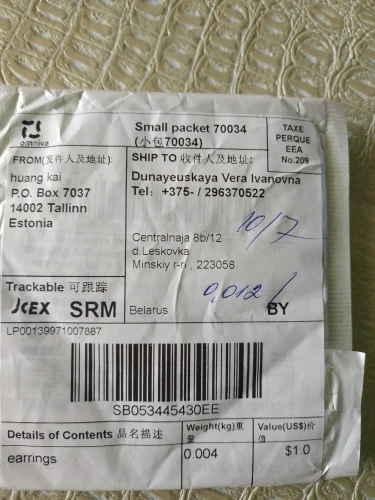 omniva
Small packet 70034
(小包70034)
TAXE
PERQUE
EEA
No.209
FROM(发件人及地址):
huang kai
P.O. Box 7037
14002 Tallinn
Estonia
SHIP TO 收件人及地址:
Dunayeuskaya Vera Ivanovna
Tel: +375- / 296370522
10/7
Centralnaja 8b/12
d.Leskovka
Minskiy r-n , 223058
0,012
Trackable 可跟踪
JCEX SRM
Belarus
BY
LP00139971007887
SB053445430EE
Details of Contents 品名描述
Weight(kg)重
量
Value(US$)价
值
earrings
0.004
$1.0